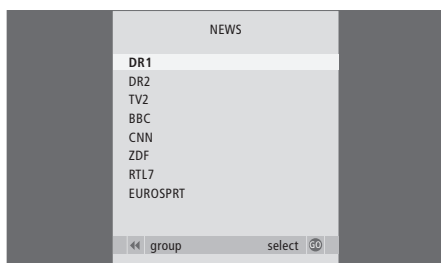 NEWS
DR1
DR2
TV2
BBC
CNN
ZDF
RTL7
EUROSPRT
group select GO